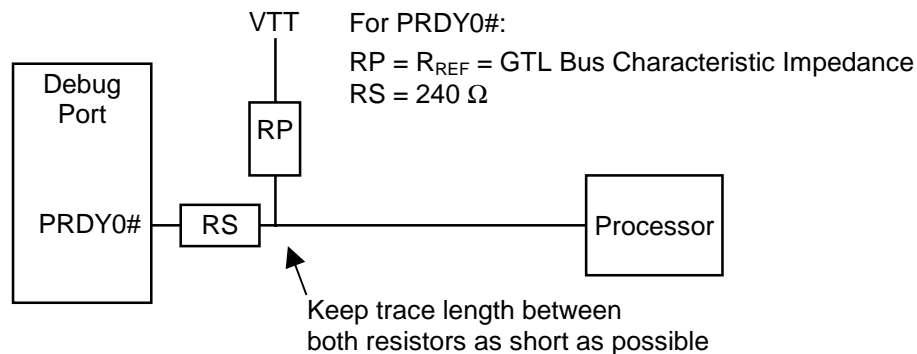 VTT
For PRDY0#:
RP = R_REF = GTL Bus Characteristic Impedance
RS = 240 Ω
Debug
Port
RP
PRDY0#
RS
Processor
Keep trace length between
both resistors as short as possible